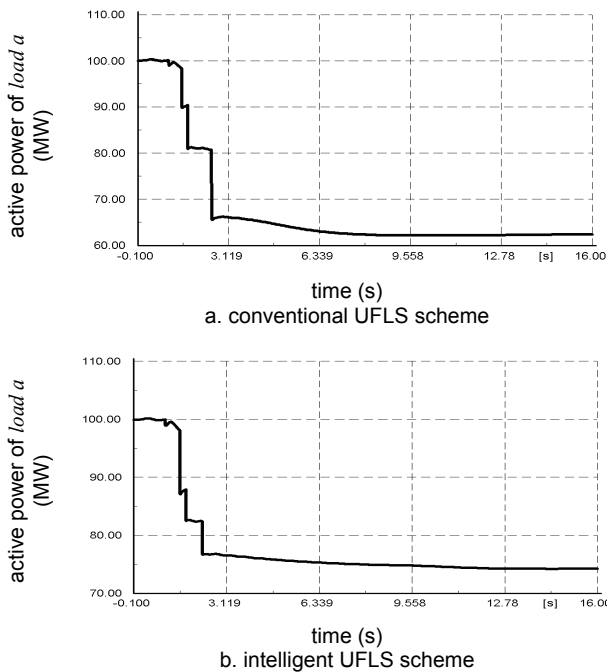 110.00
100.00
90.00
80.00
70.00
60.00
active power of load a
(MW)
-0.100 3.119 6.339 9.558 12.78 [s] 16.00
time (s)
a. conventional UFLS scheme
110.00
100.00
90.00
80.00
70.00
active power of load a
(MW)
-0.100 3.119 6.339 9.558 12.78 [s] 16.00
time (s)
b. intelligent UFLS scheme